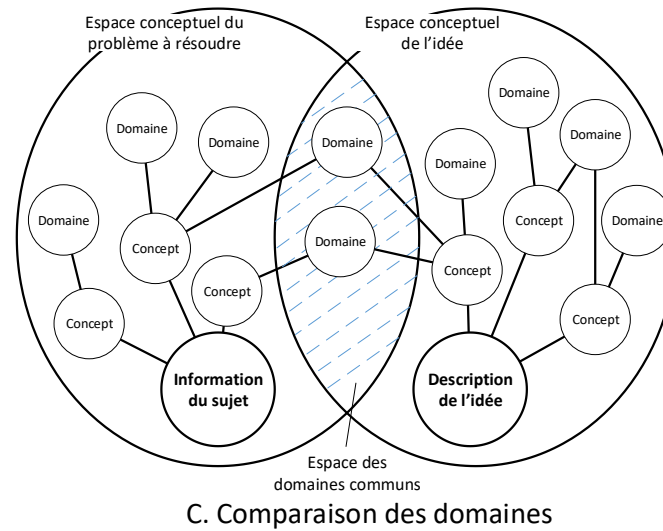 Espace conceptuel du
problème à résoudre
Espace conceptuel
de l'idée
Domaine
Domaine
Domaine
Domaine
Domaine
Domaine
Domaine
Domaine
Domaine
Concept
Domaine
Concept
Concept
Concept
Concept
Concept
Information
du sujet
Description
de l'idée
Espace des
domaines communs
C. Comparaison des domaines